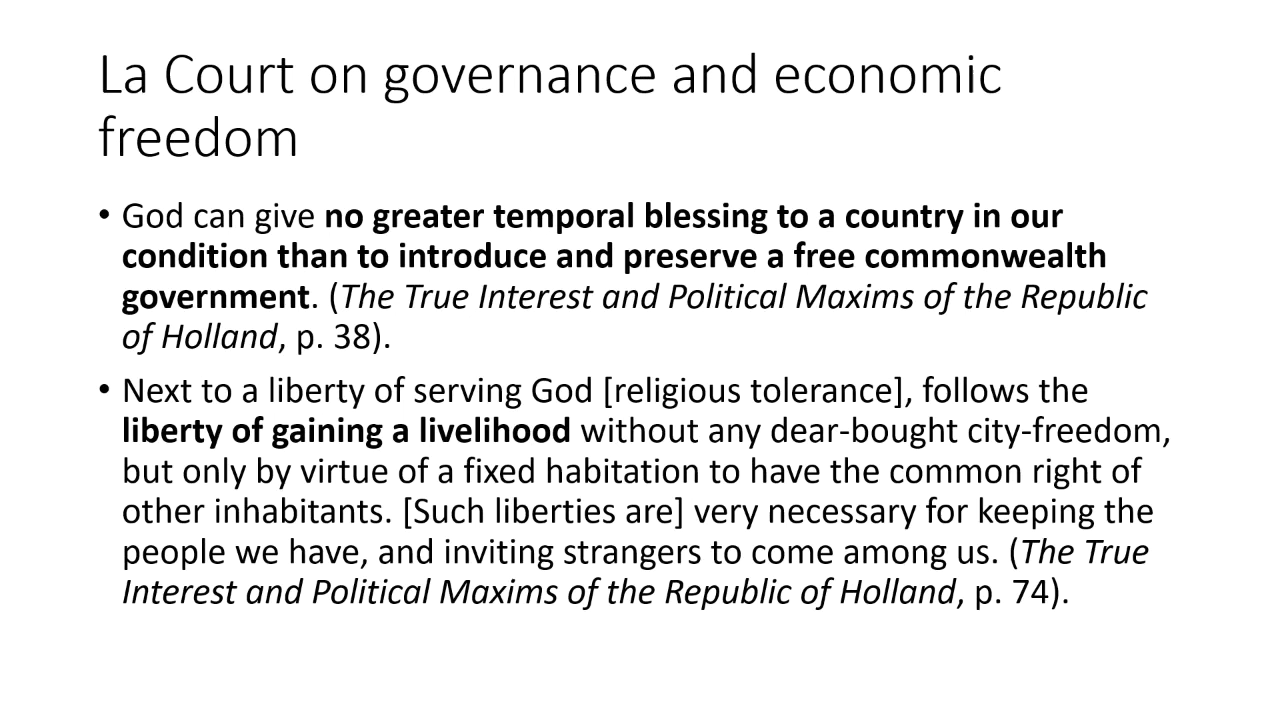 La Court on governance and economic
freedom
• God can give no greater temporal blessing to a country in our
condition than to introduce and preserve a free commonwealth
government. (The True Interest and Political Maxims of the Republic
of Holland, p. 38).
• Next to a liberty of serving God [religious tolerance], follows the
liberty of gaining a livelihood without any dear-bought city-freedom,
but only by virtue of a fixed habitation to have the common right of
other inhabitants. [Such liberties are] very necessary for keeping the
people we have, and inviting strangers to come among us. (The True
Interest and Political Maxims of the Republic of Holland, p. 74).